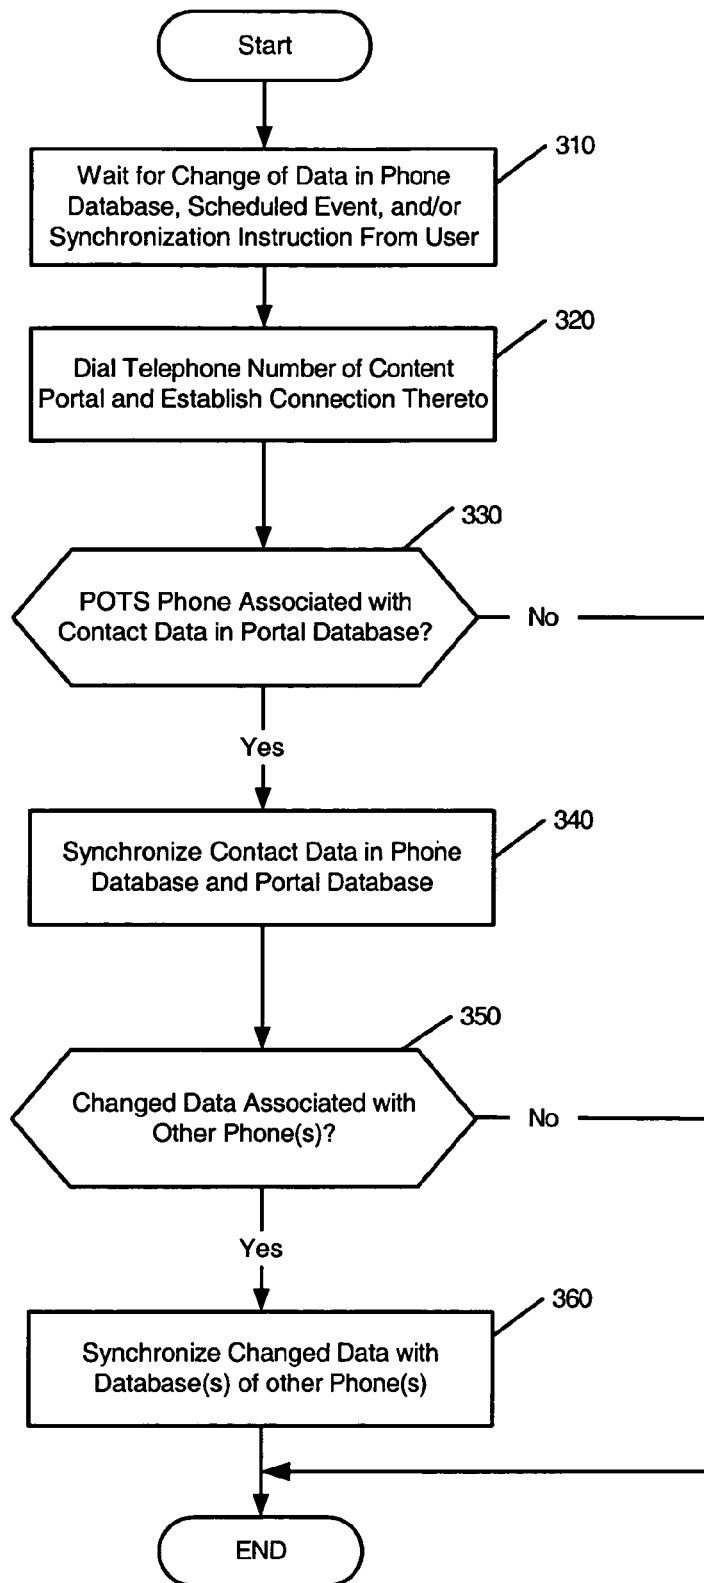 Start
310
Wait for Change of Data in Phone
Database, Scheduled Event, and/or
Synchronization Instruction From User
320
Dial Telephone Number of Content
Portal and Establish Connection Thereto
330
POTS Phone Associated with
Contact Data in Portal Database?
No
Yes
340
Synchronize Contact Data in Phone
Database and Portal Database
350
Changed Data Associated with
Other Phone(s)?
No
Yes
360
Synchronize Changed Data with
Database(s) of other Phone(s)
END